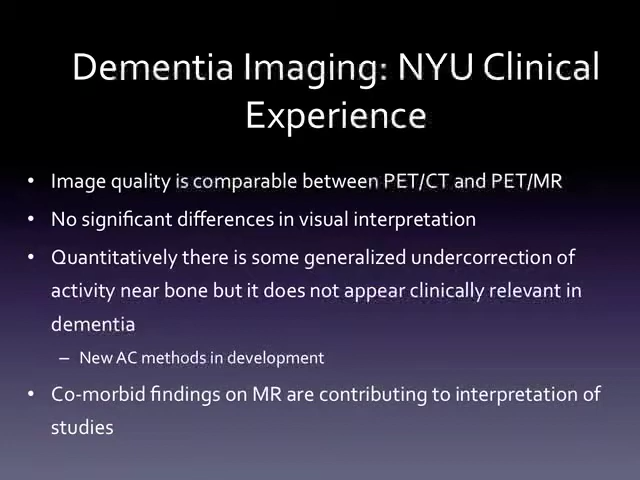 Dementia Imaging: NYU Clinical
Experience
• Image quality is comparable between PET/CT and PET/MR
• No significant differences in visual interpretation
• Quantitatively there is some generalized undercorrection of
activity near bone but it does not appear clinically relevant in
dementia
– New AC methods in development
• Co-morbid findings on MR are contributing to interpretation of
studies